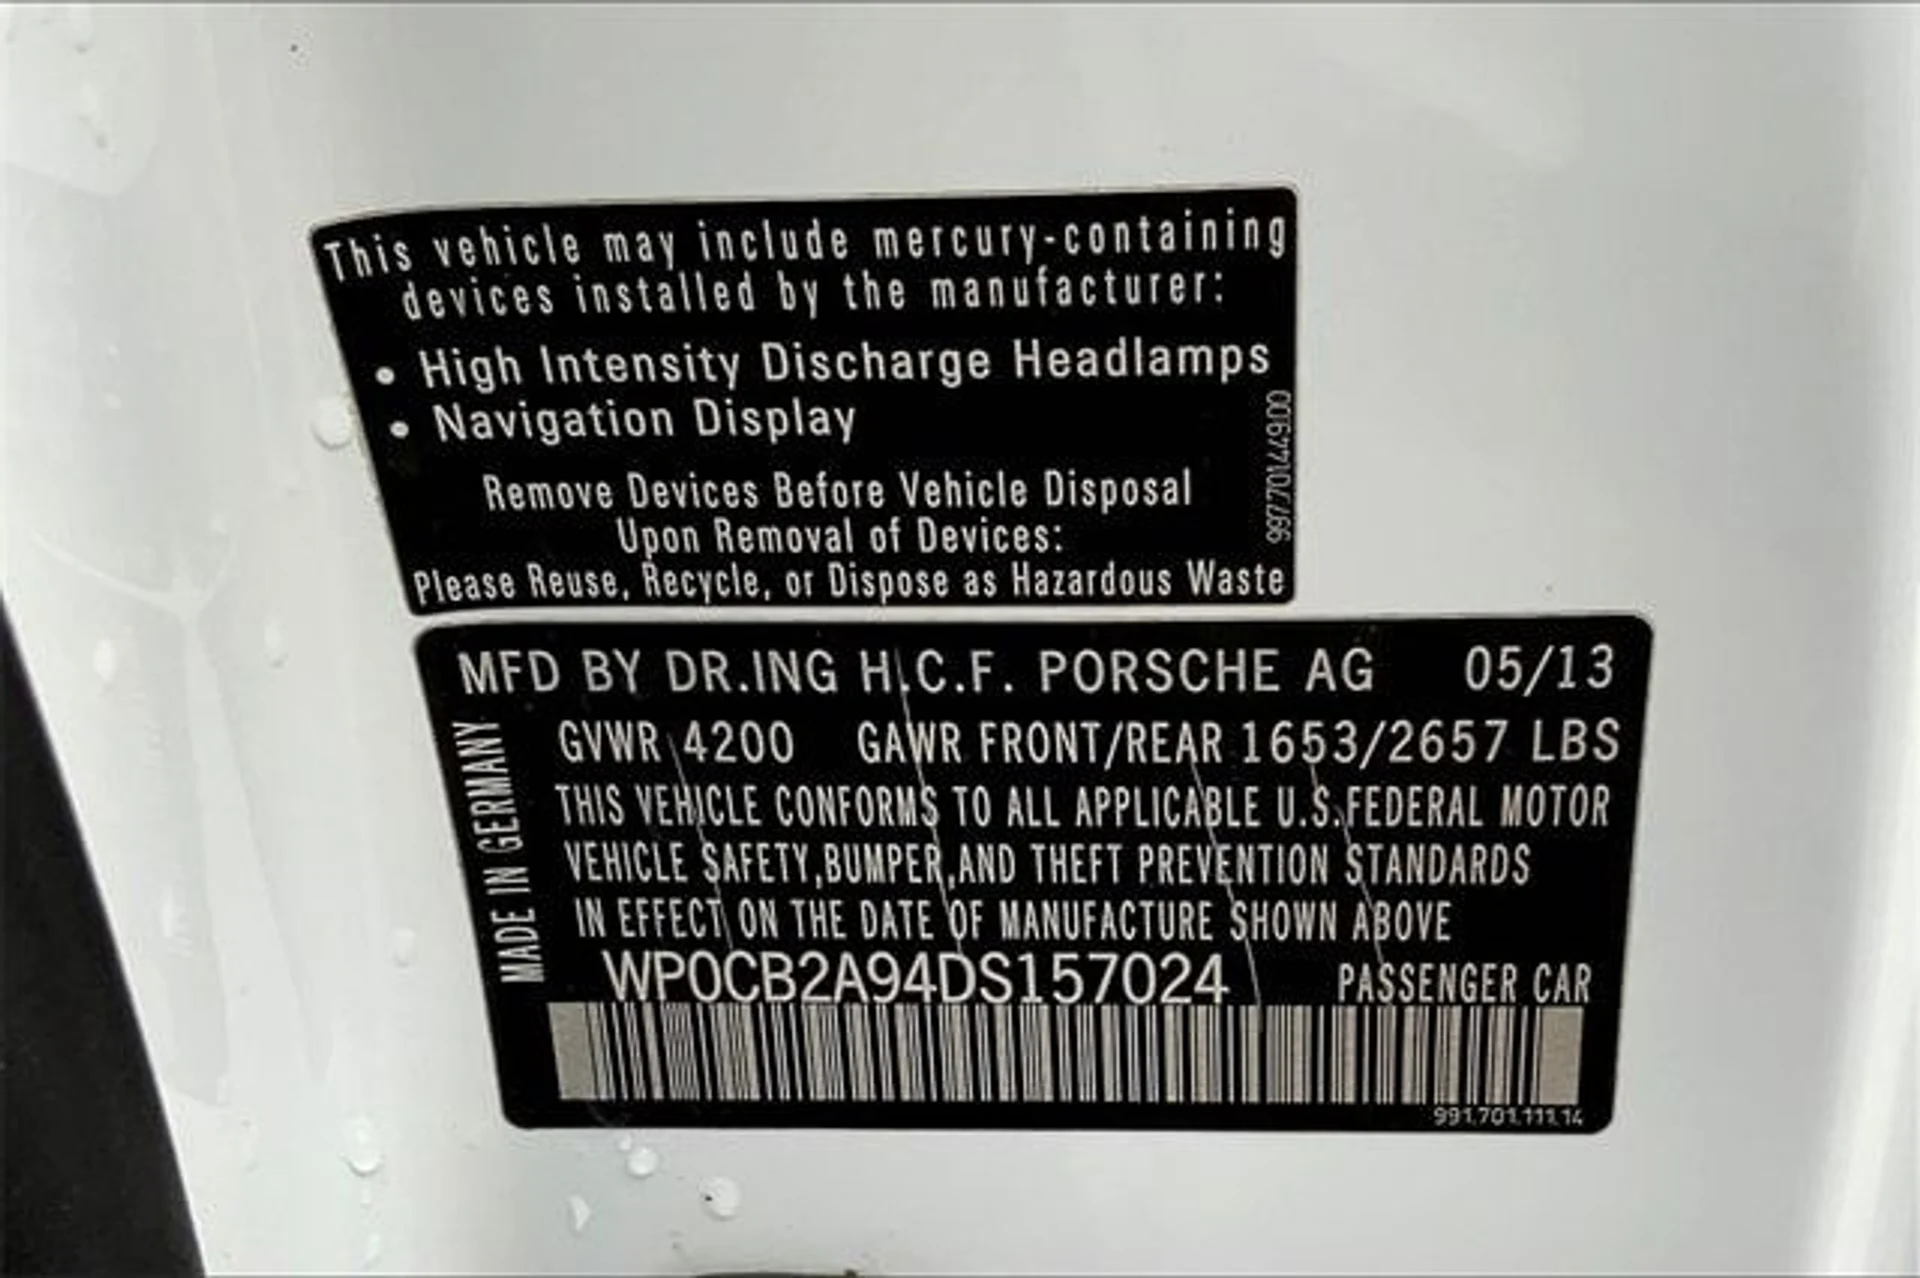 This vehicle may include mercury-containing
devices installed by the manufacturer:
• High Intensity Discharge Headlamps
• Navigation Display
Remove Devices Before Vehicle Disposal
Upon Removal of Devices:
Please Reuse, Recycle, or Dispose as Hazardous Waste
99770144900
MFD BY DR.ING H.C.F. PORSCHE AG 05/13
GVWR 4200 GAWR FRONT/REAR 1653/2657 LBS
THIS VEHICLE CONFORMS TO ALL APPLICABLE U.S.FEDERAL MOTOR
VEHICLE SAFETY,BUMPER,AND THEFT PREVENTION STANDARDS
IN EFFECT ON THE DATE OF MANUFACTURE SHOWN ABOVE
WP0CB2A94DS157024 PASSENGER CAR
MADE IN GERMANY
991.701.111.14